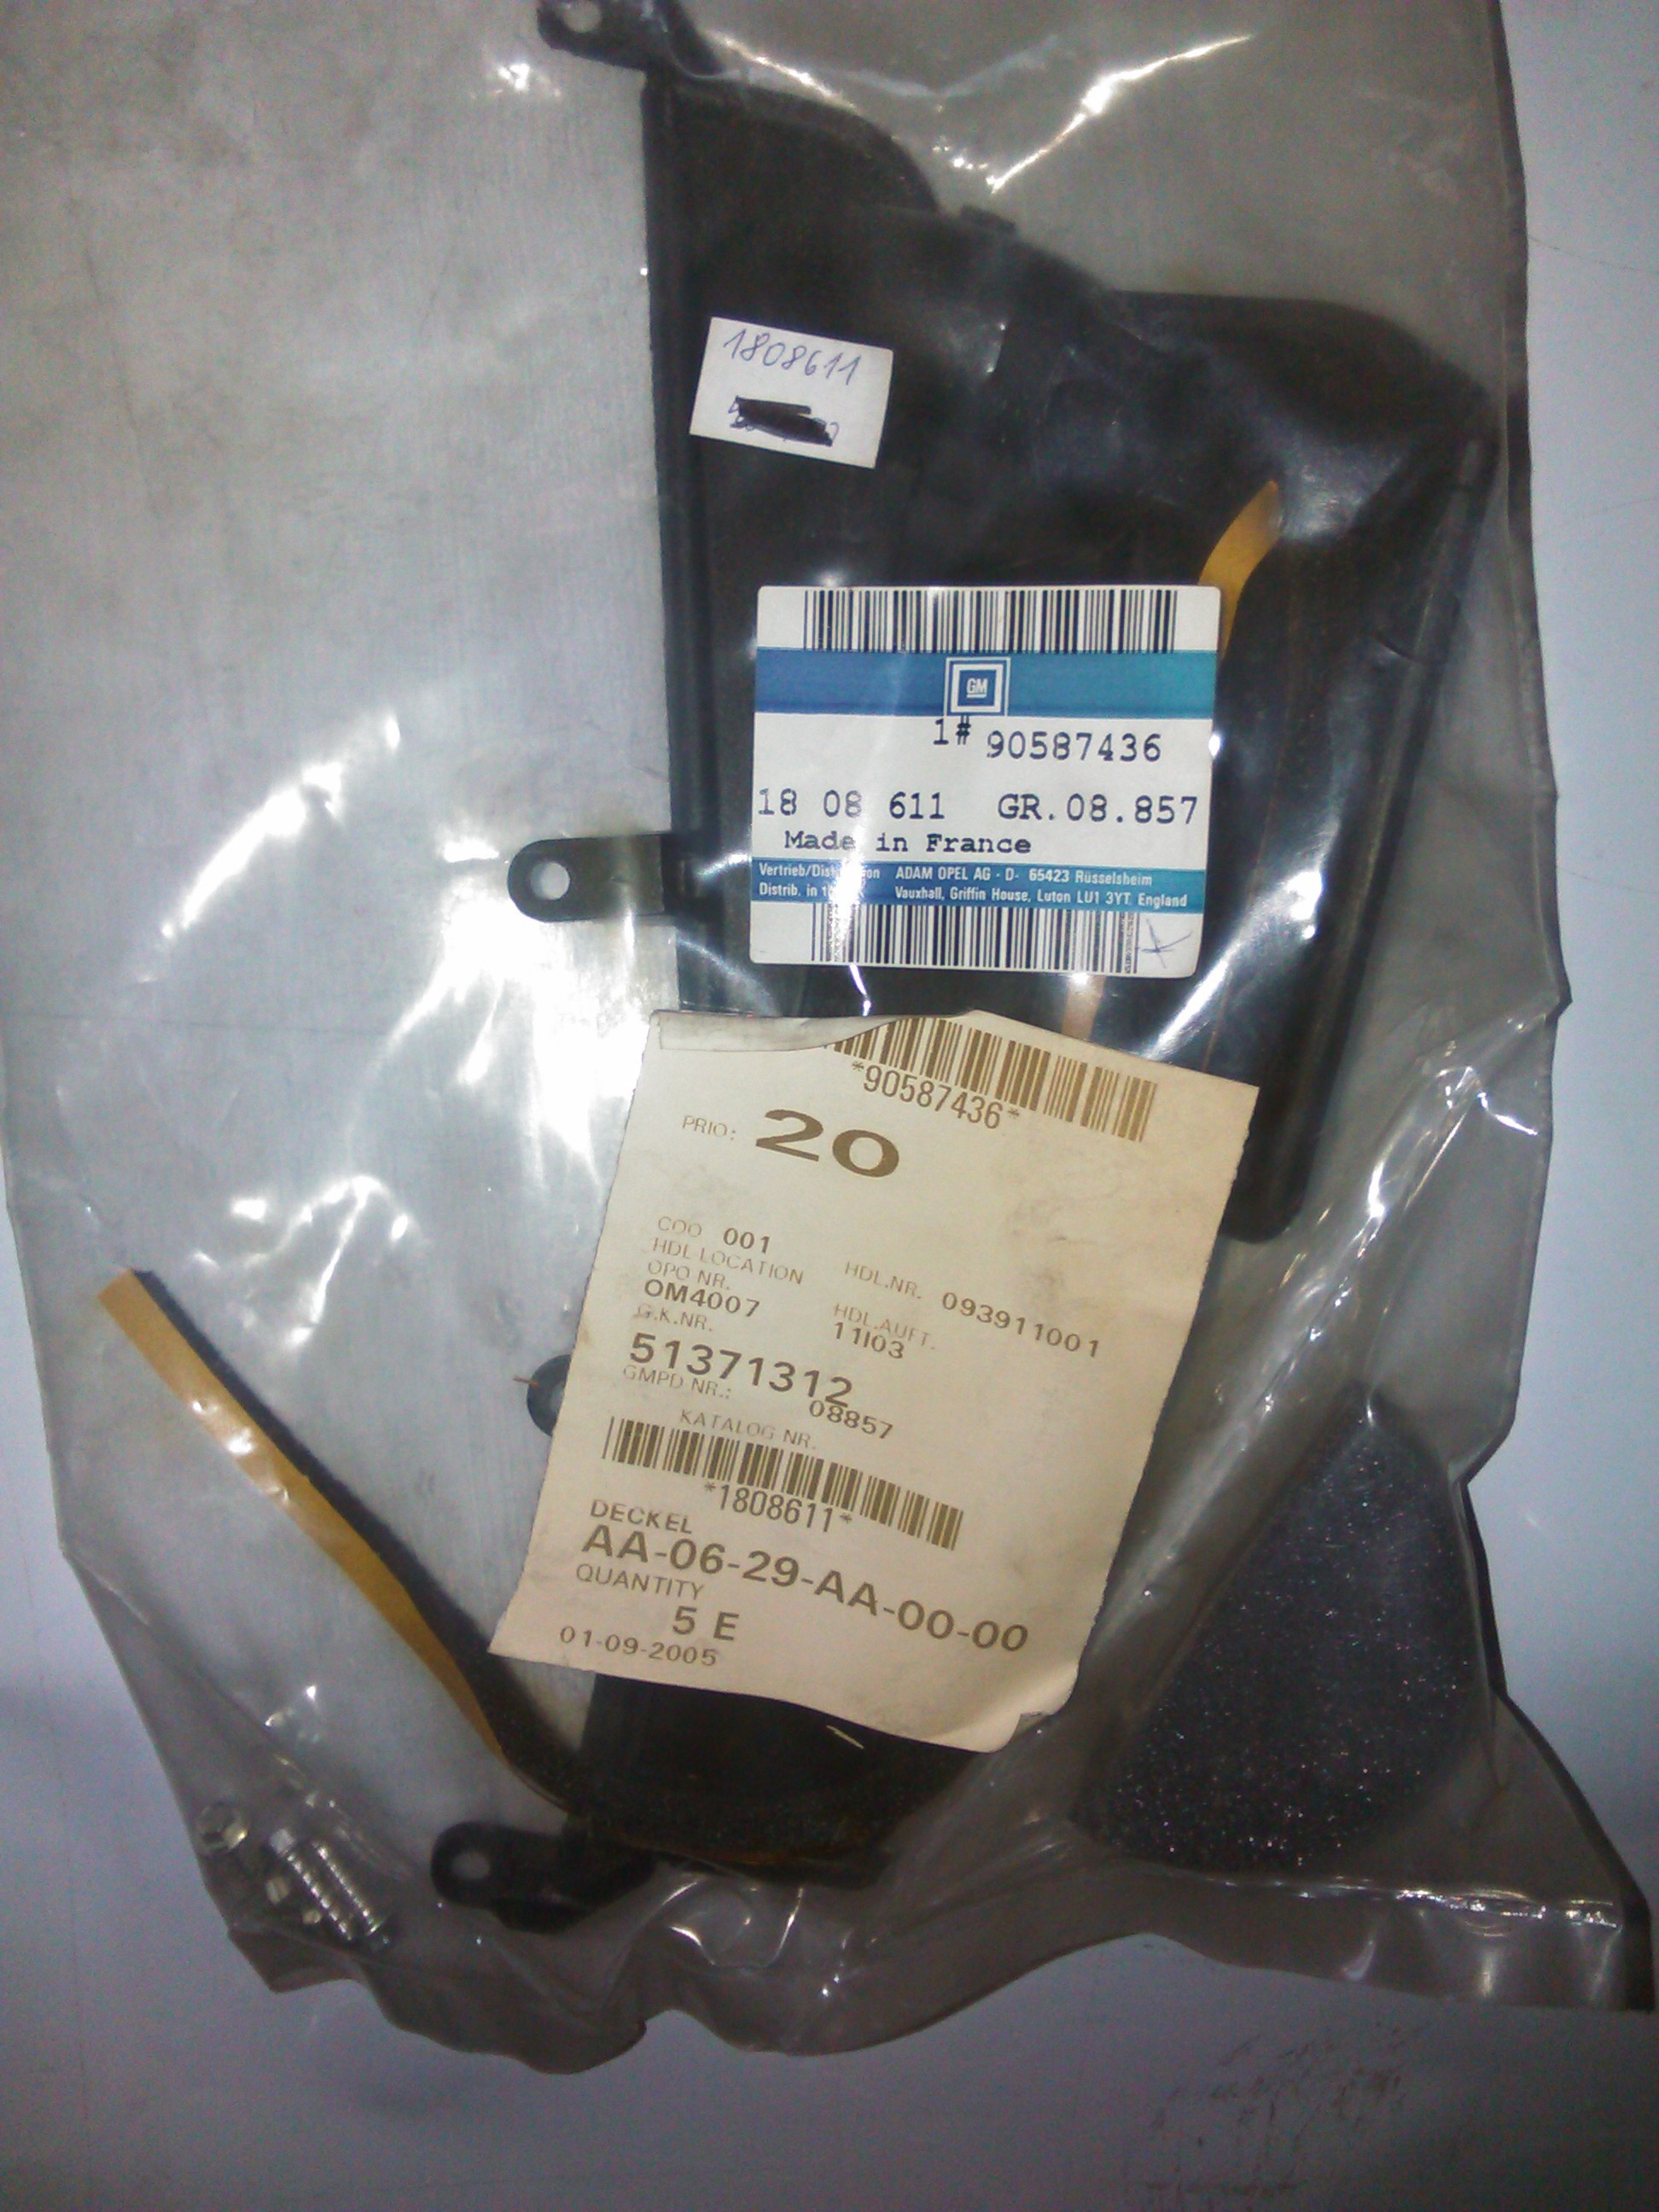 1808611
GM
1# 90587436
18 08 611 GR.08.857
Made in France
ADAM OPEL AG · D- 65423 Rüsselsheim
Distrib. in Vauxhall, Griffin House, Luton LU1 3YT England
*90587436*
PRIO: 20
COO 001
HDL LOCATION HDL.NR. 093911001
OPO NR. HDL.AUFT.
OM4007 11I03
G.K.NR.
51371312
GMPD NR.: 08857
KATALOG NR.
*1808611*
DECKEL
AA-06-29-AA-00-00
QUANTITY
5 E
01-09-2005